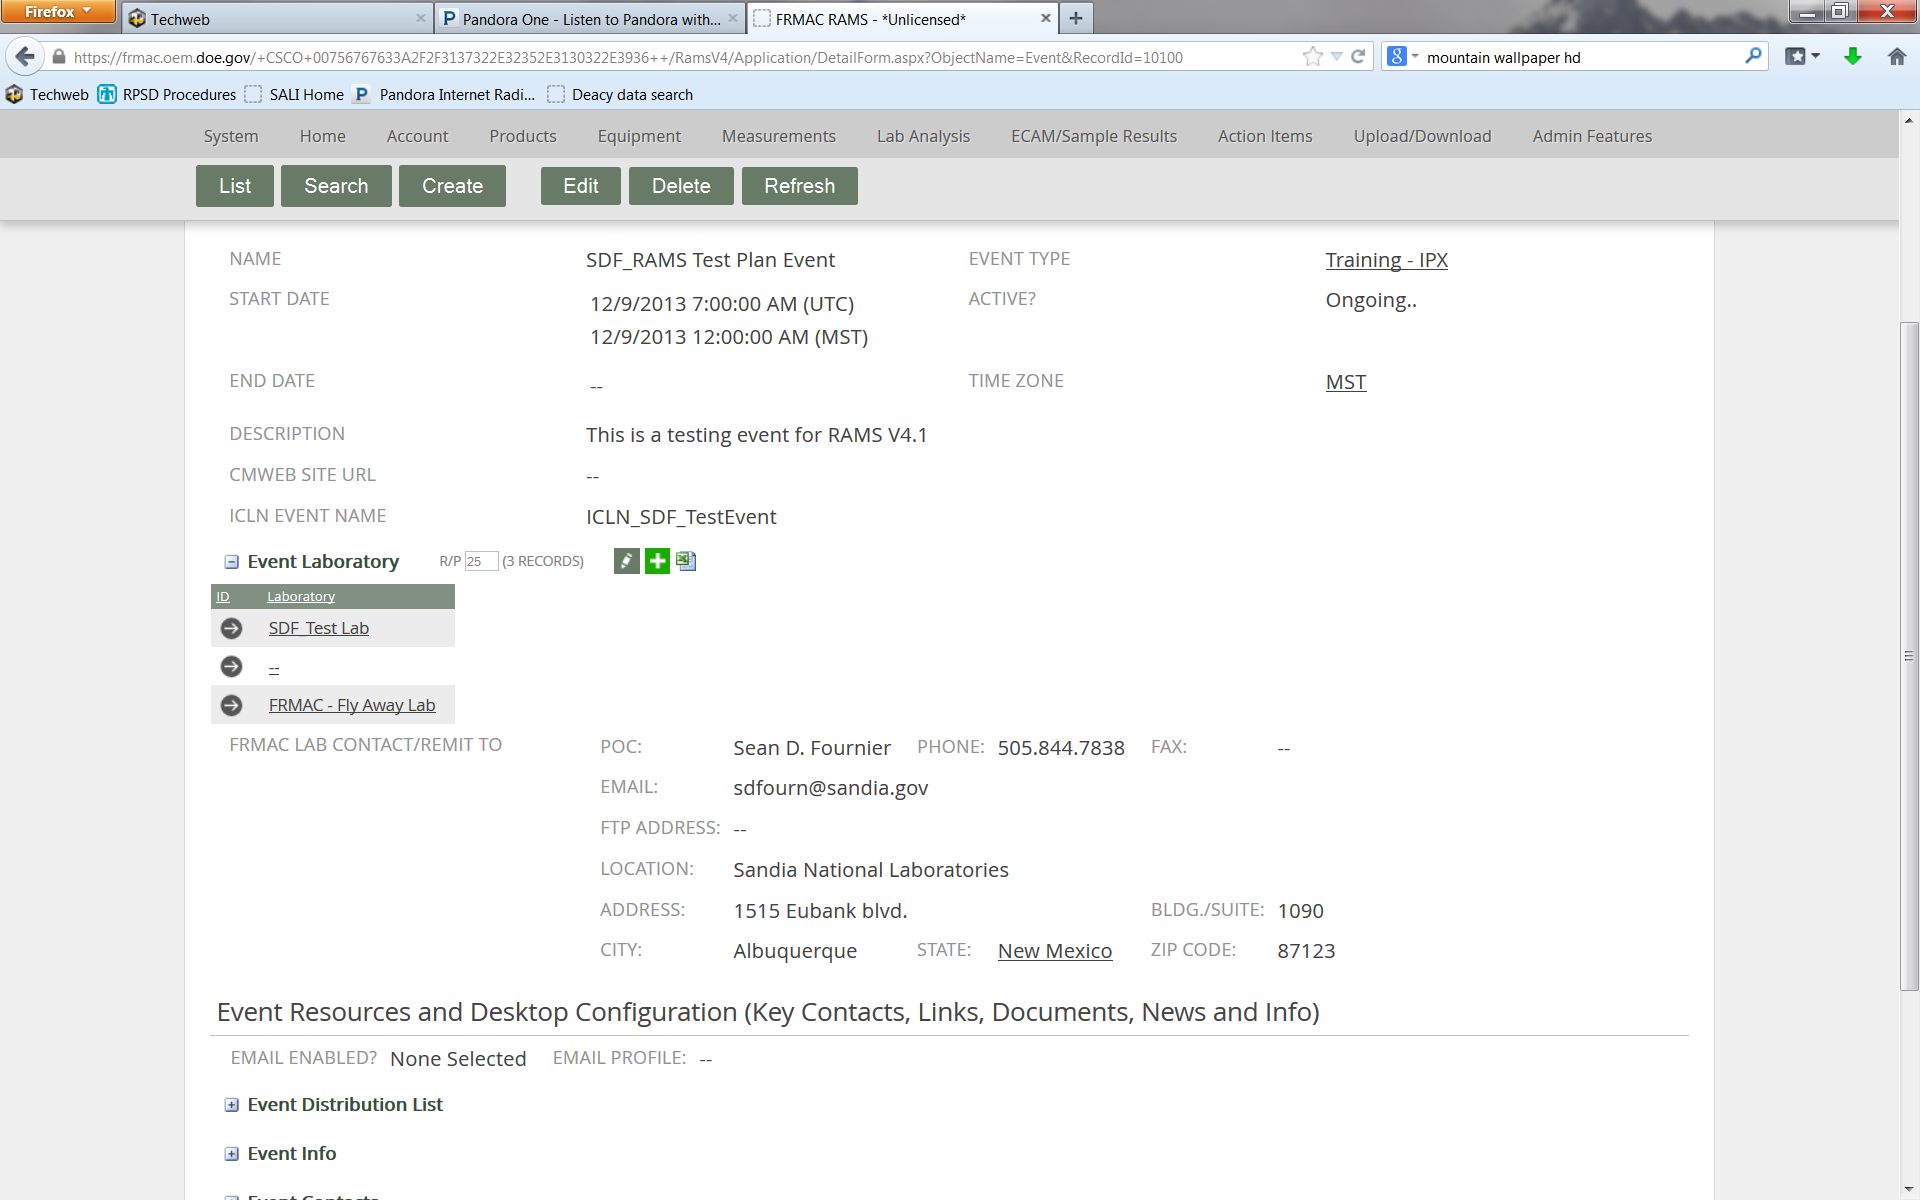 Firefox
Techweb
Pandora One - Listen to Pandora with...
FRMAC RAMS - *Unlicensed*
https://frmac.oem.doe.gov/+CSCO+00756767633A2F2F3137322E32352E3130322E3936++/RamsV4/Application/DetailForm.aspx?ObjectName=Event&RecordId=10100
mountain wallpaper hd
Techweb RPSD Procedures SALI Home Pandora Internet Radi... Deacy data search
System Home Account Products Equipment Measurements Lab Analysis ECAM/Sample Results Action Items Upload/Download Admin Features
List Search Create Edit Delete Refresh
NAME SDF_RAMS Test Plan Event EVENT TYPE Training - IPX
START DATE 12/9/2013 7:00:00 AM (UTC) ACTIVE? Ongoing..
12/9/2013 12:00:00 AM (MST)
END DATE -- TIME ZONE MST
DESCRIPTION This is a testing event for RAMS V4.1
CMWEB SITE URL --
ICLN EVENT NAME ICLN_SDF_TestEvent
Event Laboratory R/P 25 (3 RECORDS)
ID Laboratory
SDF_Test Lab
--
FRMAC - Fly Away Lab
FRMAC LAB CONTACT/REMIT TO POC: Sean D. Fournier PHONE: 505.844.7838 FAX: --
EMAIL: sdfourn@sandia.gov
FTP ADDRESS: --
LOCATION: Sandia National Laboratories
ADDRESS: 1515 Eubank blvd. BLDG./SUITE: 1090
CITY: Albuquerque STATE: New Mexico ZIP CODE: 87123
Event Resources and Desktop Configuration (Key Contacts, Links, Documents, News and Info)
EMAIL ENABLED? None Selected EMAIL PROFILE: --
Event Distribution List
Event Info
Event Contacts